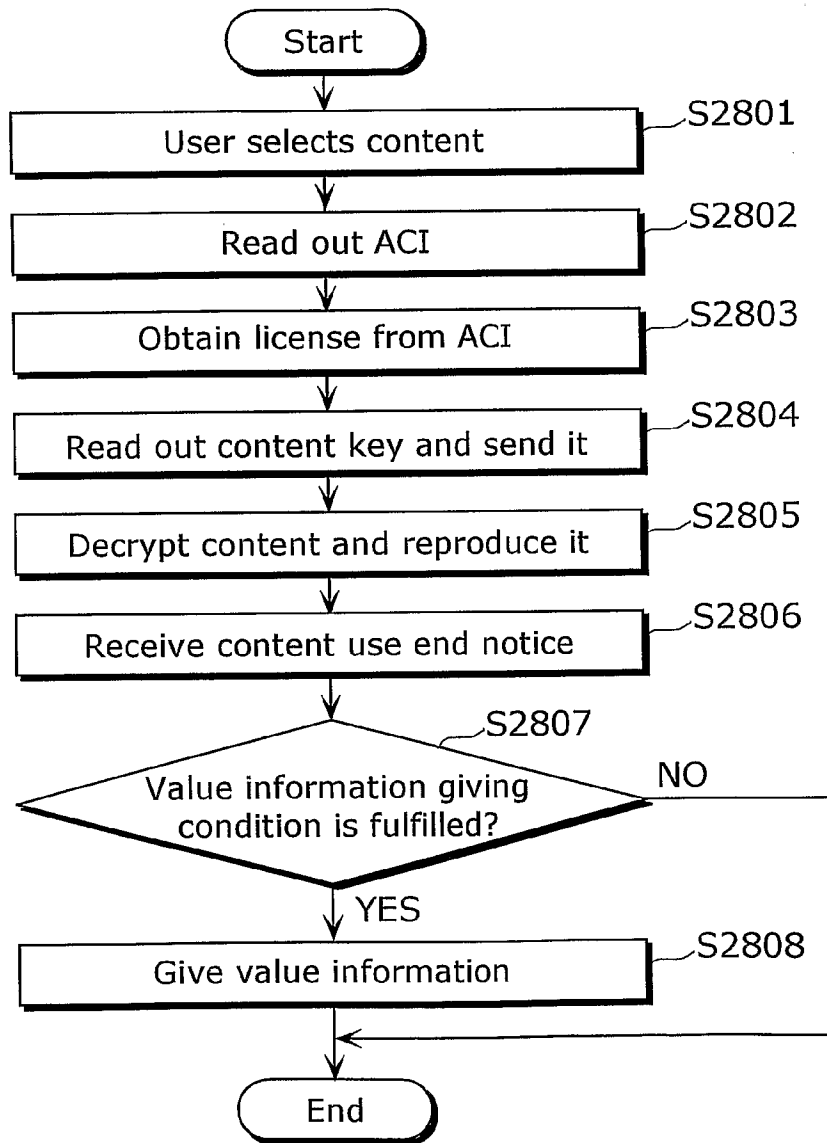 Start
S2801
User selects content
S2802
Read out ACI
S2803
Obtain license from ACI
S2804
Read out content key and send it
S2805
Decrypt content and reproduce it
S2806
Receive content use end notice
S2807
Value information giving
condition is fulfilled?
NO
YES
S2808
Give value information
End